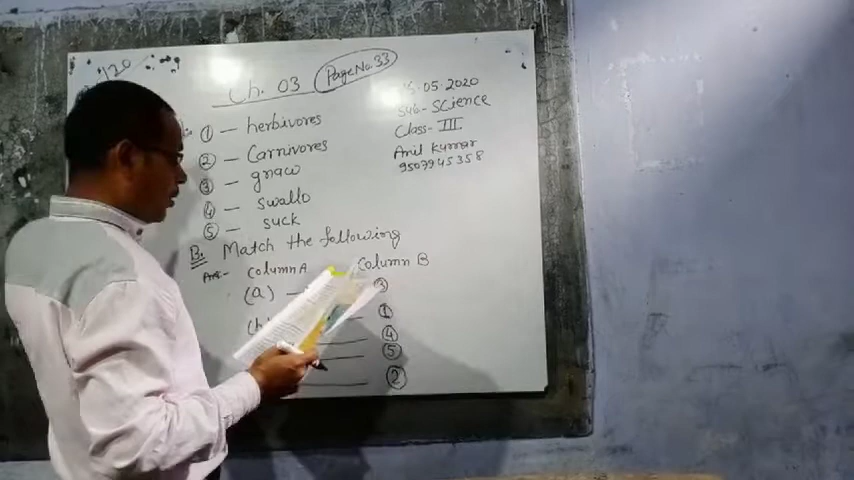 Ch. 03 Page No. 33
05.2020
Sub- Science
Class- III
Anil Kumar
9507945358
① — herbivores
② — Carnivores
③ — gnaw
④ — swallo
⑤ — suck
B. Match the following
Ans- column A column B
(a) — ③
(b) — ①
④
⑤
②